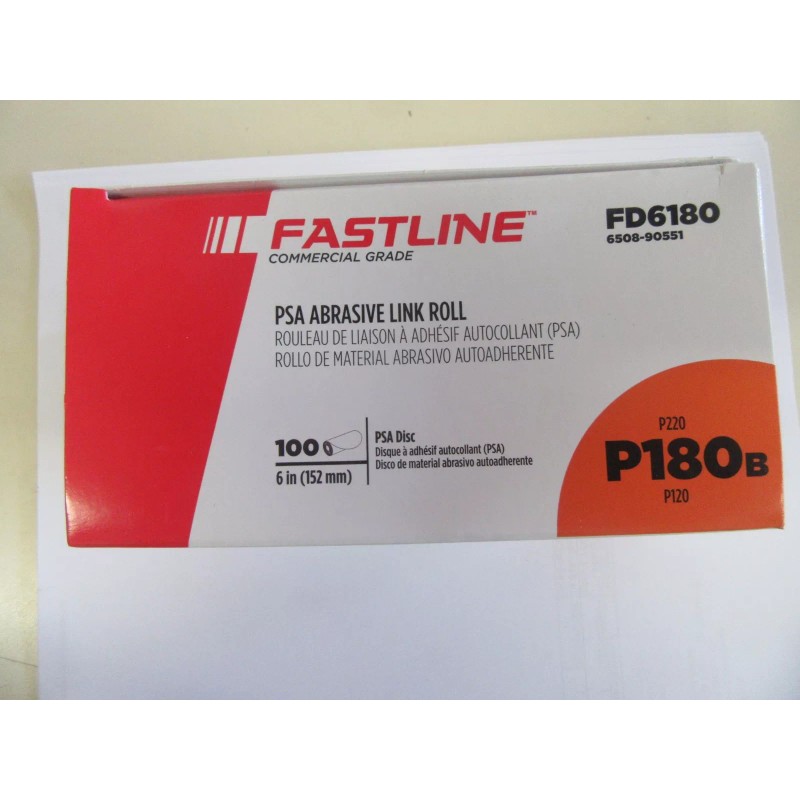 FASTLINE™
COMMERCIAL GRADE
FD6180
6508-90551
PSA ABRASIVE LINK ROLL
ROULEAU DE LIAISON À ADHÉSIF AUTOCOLLANT (PSA)
ROLLO DE MATERIAL ABRASIVO AUTOADHERENTE
100
6 in (152 mm)
PSA Disc
Disque à adhésif autocollant (PSA)
Disco de material abrasivo autoadherente
P220
P180B
P120